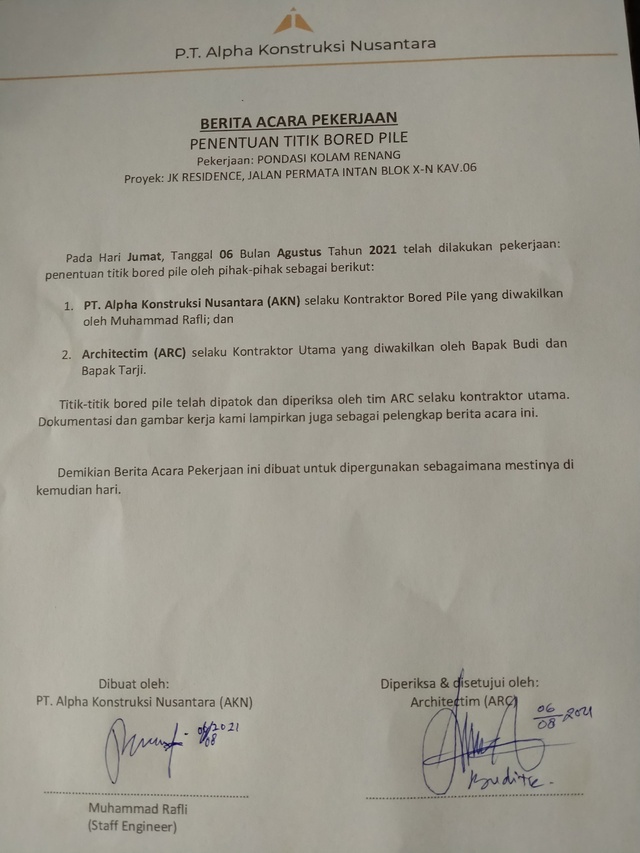 P.T. Alpha Konstruksi Nusantara
BERITA ACARA PEKERJAAN
PENENTUAN TITIK BORED PILE
Pekerjaan: PONDASI KOLAM RENANG
Proyek: JK RESIDENCE, JALAN PERMATA INTAN BLOK X-N KAV.06
Pada Hari Jumat, Tanggal 06 Bulan Agustus Tahun 2021 telah dilakukan pekerjaan:
penentuan titik bored pile oleh pihak-pihak sebagai berikut:
1. PT. Alpha Konstruksi Nusantara (AKN) selaku Kontraktor Bored Pile yang diwakilkan
oleh Muhammad Rafli; dan
2. Architectim (ARC) selaku Kontraktor Utama yang diwakilkan oleh Bapak Budi dan
Bapak Tarji.
Titik-titik bored pile telah dipatok dan diperiksa oleh tim ARC selaku kontraktor utama.
Dokumentasi dan gambar kerja kami lampirkan juga sebagai pelengkap berita acara ini.
Demikian Berita Acara Pekerjaan ini dibuat untuk dipergunakan sebagaimana mestinya di
kemudian hari.
Dibuat oleh:
PT. Alpha Konstruksi Nusantara (AKN)
06/2021
08
Muhammad Rafli
(Staff Engineer)
Diperiksa & disetujui oleh:
Architectim (ARC)
06
08 2021